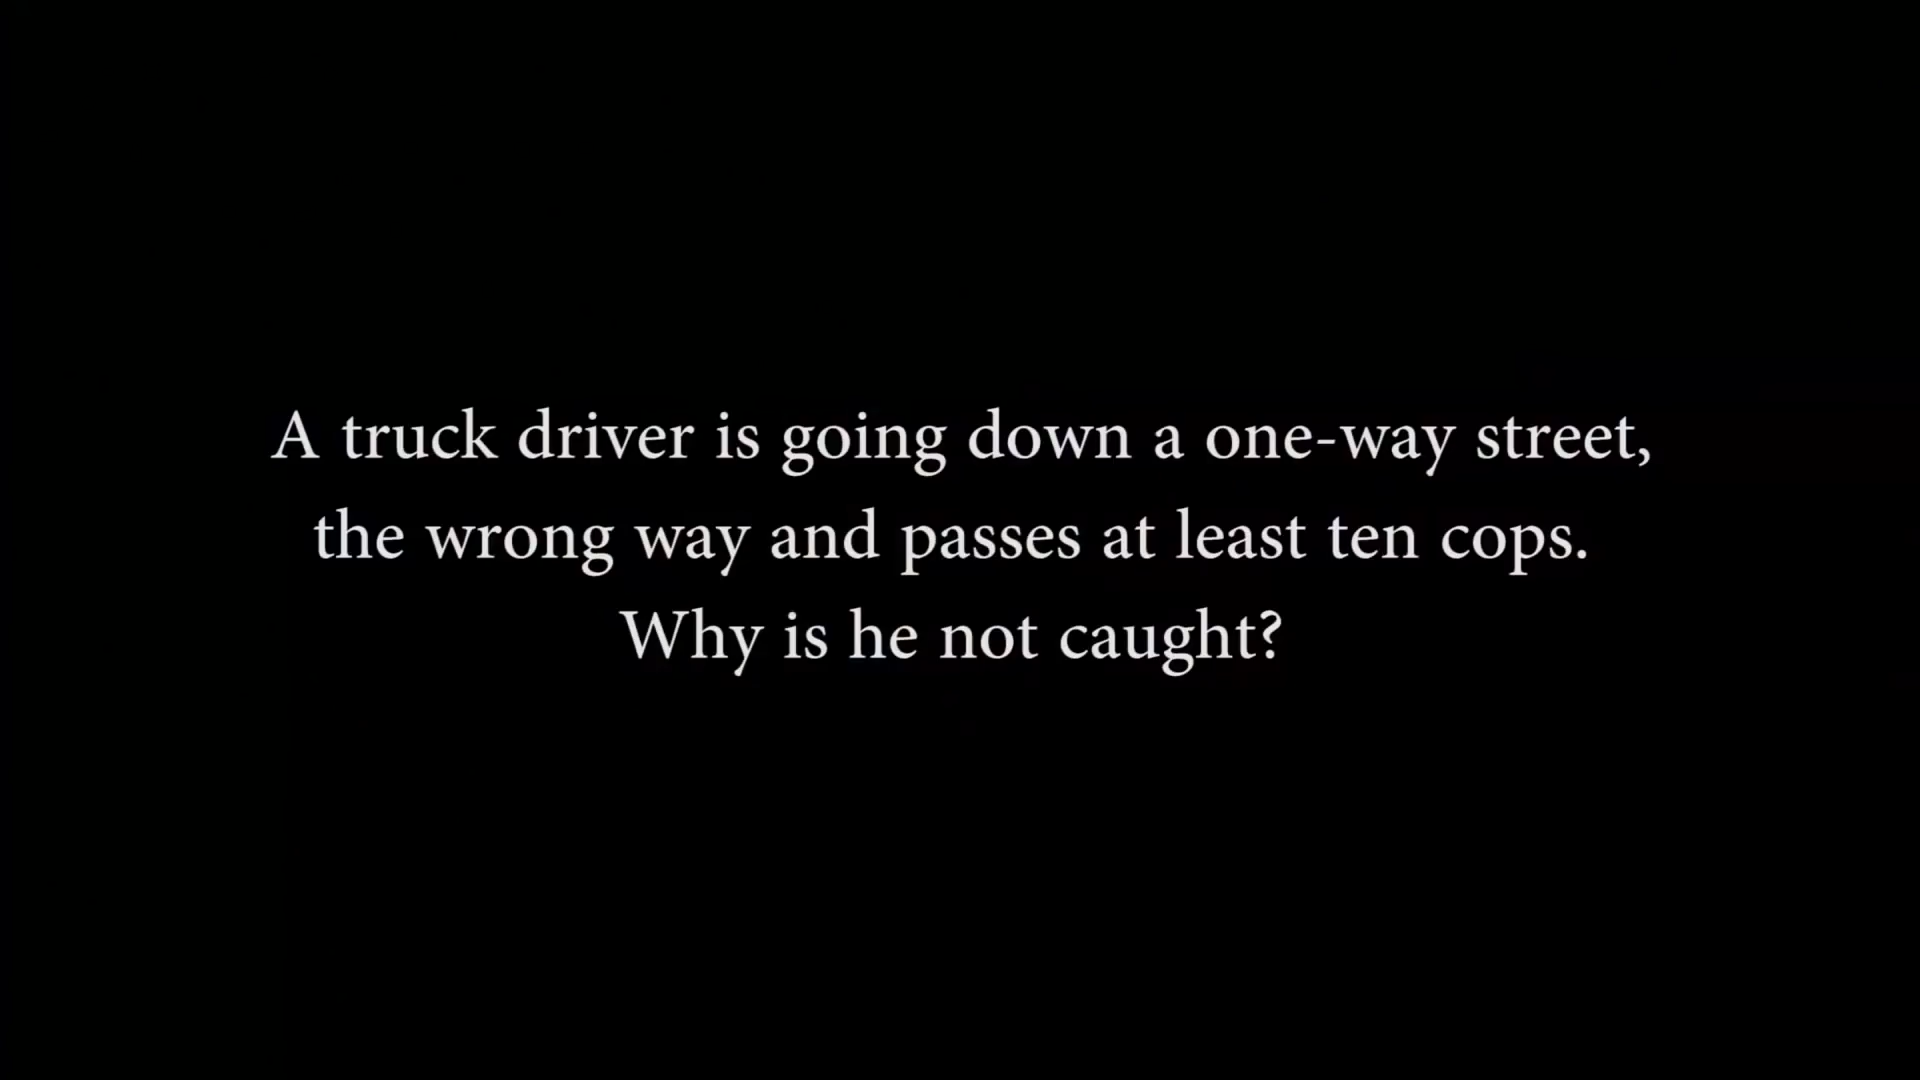 A truck driver is going down a one-way street,
the wrong way and passes at least ten cops.
Why is he not caught?